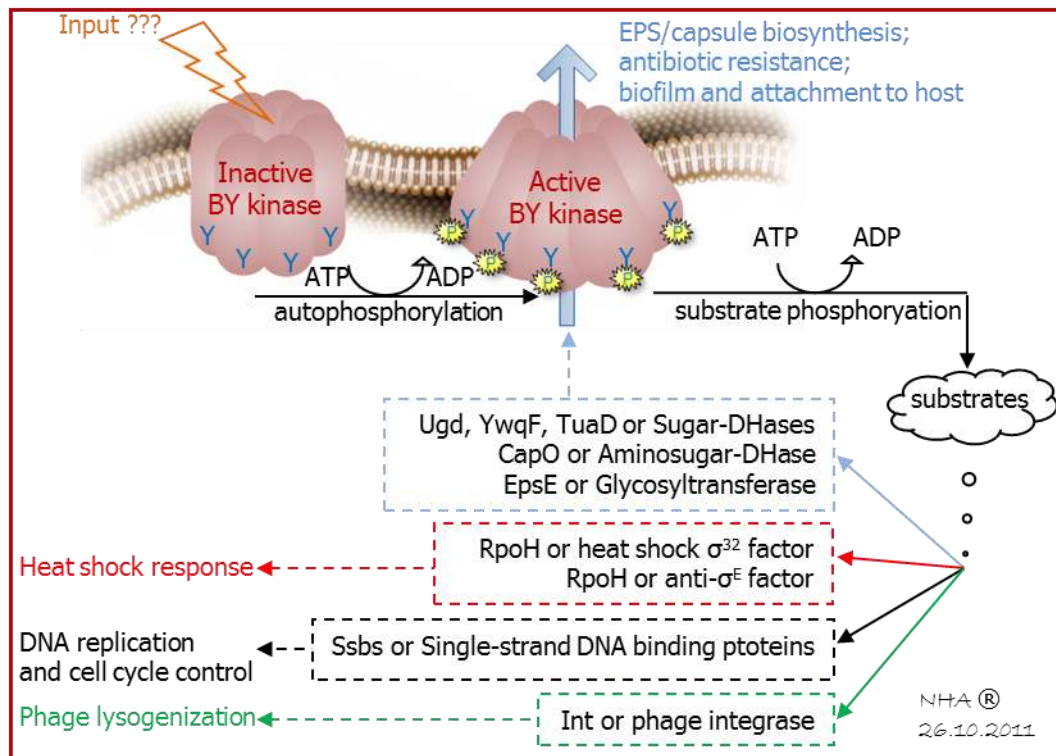 Input ???
EPS/capsule biosynthesis;
antibiotic resistance;
biofilm and attachment to host
Inactive
BY kinase
Y Y Y Y
Active
BY kinase
Y Y Y Y Y
P P P P P
ATP ADP
autophosphorylation
ATP ADP
substrate phosphoryation
substrates
Ugd, YwqF, TuaD or Sugar-DHases
CapO or Aminosugar-DHase
EpsE or Glycosyltransferase
Heat shock response
RpoH or heat shock σ³² factor
RpoH or anti-σᴱ factor
DNA replication
and cell cycle control
Ssbs or Single-strand DNA binding ptoteins
Phage lysogenization
Int or phage integrase
NHA ®
26.10.2011